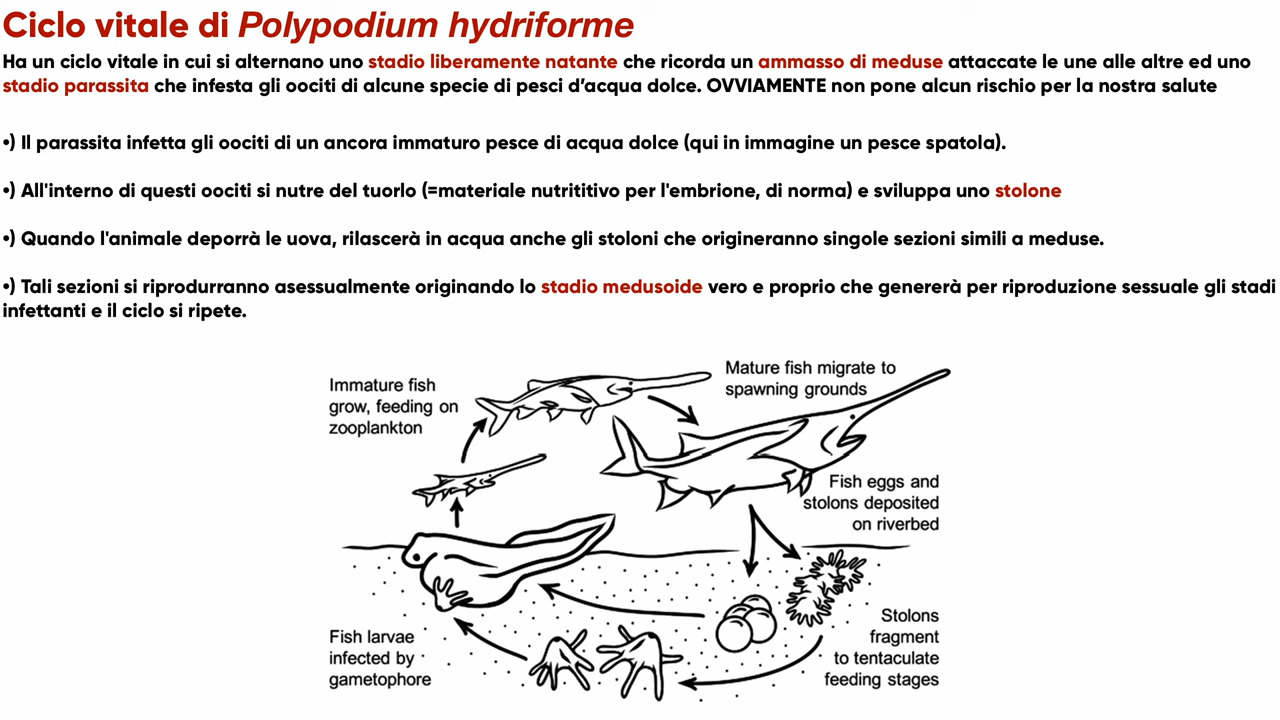 Ciclo vitale di Polypodium hydriforme
Ha un ciclo vitale in cui si alternano uno stadio liberamente natante che ricorda un ammasso di meduse attaccate le une alle altre ed uno
stadio parassita che infesta gli oociti di alcune specie di pesci d'acqua dolce. OVVIAMENTE non pone alcun rischio per la nostra salute
•) Il parassita infetta gli oociti di un ancora immaturo pesce di acqua dolce (qui in immagine un pesce spatola).
•) All'interno di questi oociti si nutre del tuorlo (=materiale nutrititivo per l'embrione, di norma) e sviluppa uno stolone
•) Quando l'animale deporrà le uova, rilascerà in acqua anche gli stoloni che origineranno singole sezioni simili a meduse.
•) Tali sezioni si riprodurranno asessualmente originando lo stadio medusoide vero e proprio che genererà per riproduzione sessuale gli stadi
infettanti e il ciclo si ripete.
Immature fish
grow, feeding on
zooplankton
Mature fish migrate to
spawning grounds
Fish eggs and
stolons deposited
on riverbed
Stolons
fragment
to tentaculate
feeding stages
Fish larvae
infected by
gametophore